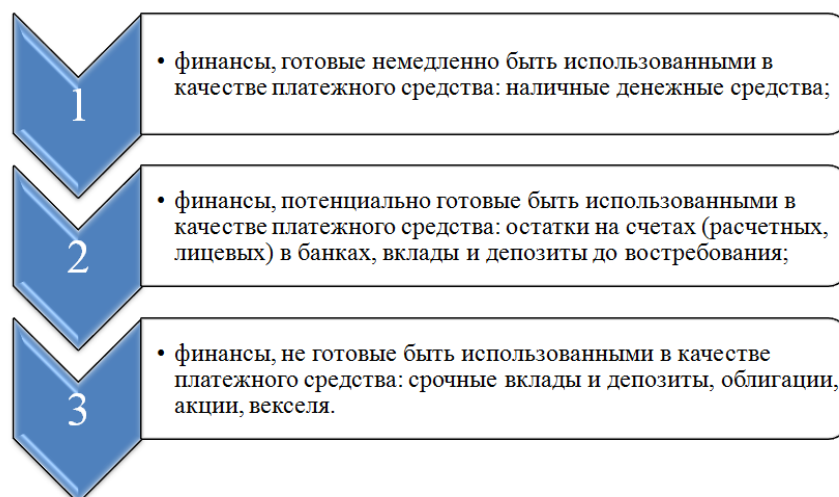 1
• финансы, готовые немедленно быть использованными в
качестве платежного средства: наличные денежные средства;
2
• финансы, потенциально готовые быть использованными в
качестве платежного средства: остатки на счетах (расчетных,
лицевых) в банках, вклады и депозиты до востребования;
3
• финансы, не готовые быть использованными в качестве
платежного средства: срочные вклады и депозиты, облигации,
акции, векселя.